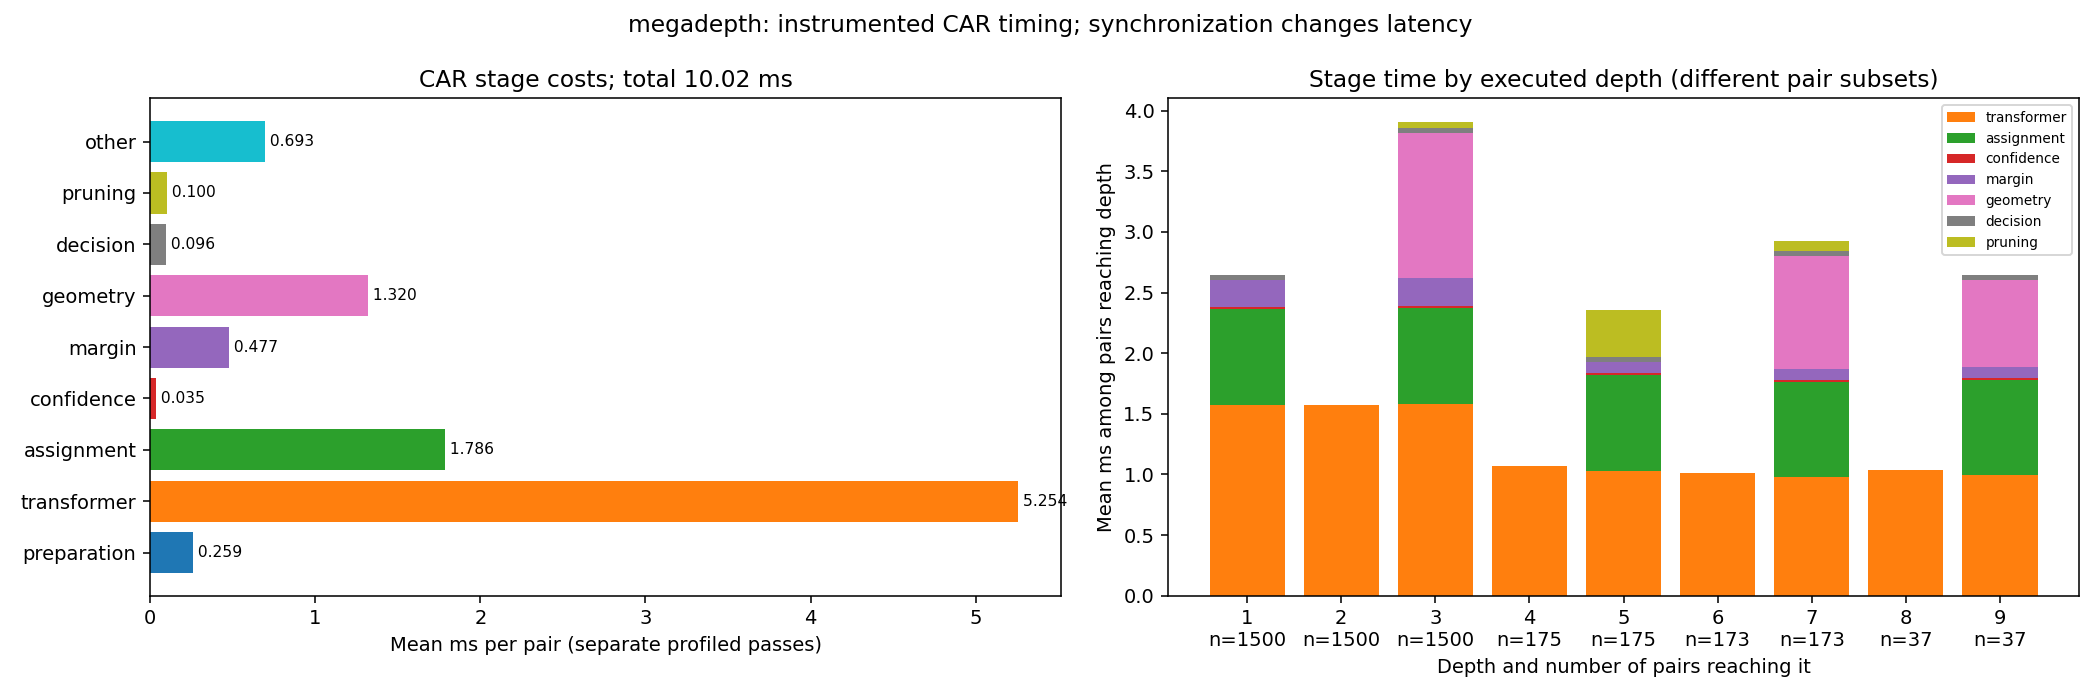 megadepth: instrumented CAR timing; synchronization changes latency
CAR stage costs; total 10.02 ms
other
0.693
pruning
0.100
decision
0.096
geometry
1.320
margin
0.477
confidence
0.035
assignment
1.786
transformer
5.254
preparation
0.259
0 1 2 3 4 5
Mean ms per pair (separate profiled passes)
Stage time by executed depth (different pair subsets)
Mean ms among pairs reaching depth
4.0
3.5
3.0
2.5
2.0
1.5
1.0
0.5
0.0
transformer
assignment
confidence
margin
geometry
decision
pruning
1 2 3 4 5 6 7 8 9
n=1500 n=1500 n=1500 n=175 n=175 n=173 n=173 n=37 n=37
Depth and number of pairs reaching it